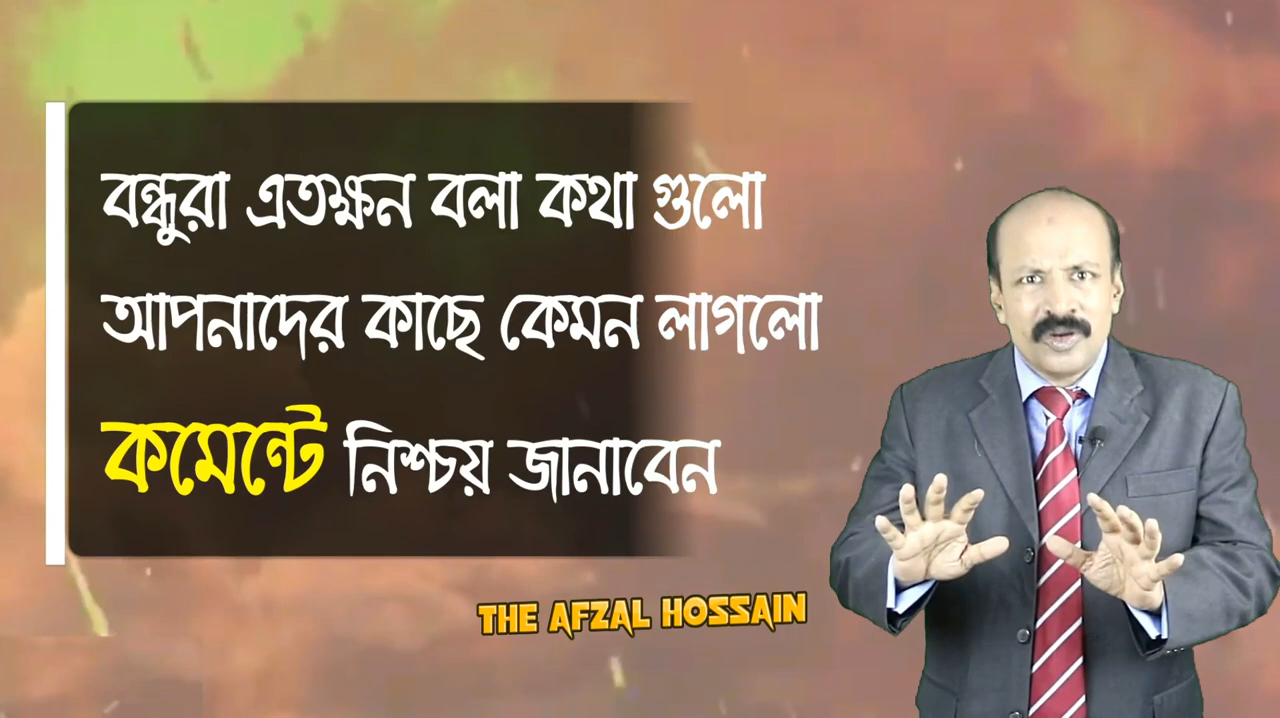 বন্ধুরা এতক্ষন বলা কথা গুলো
আপনাদের কাছে কেমন লাগলো
কমেন্টে নিশ্চয় জানাবেন
THE AFZAL HOSSAIN